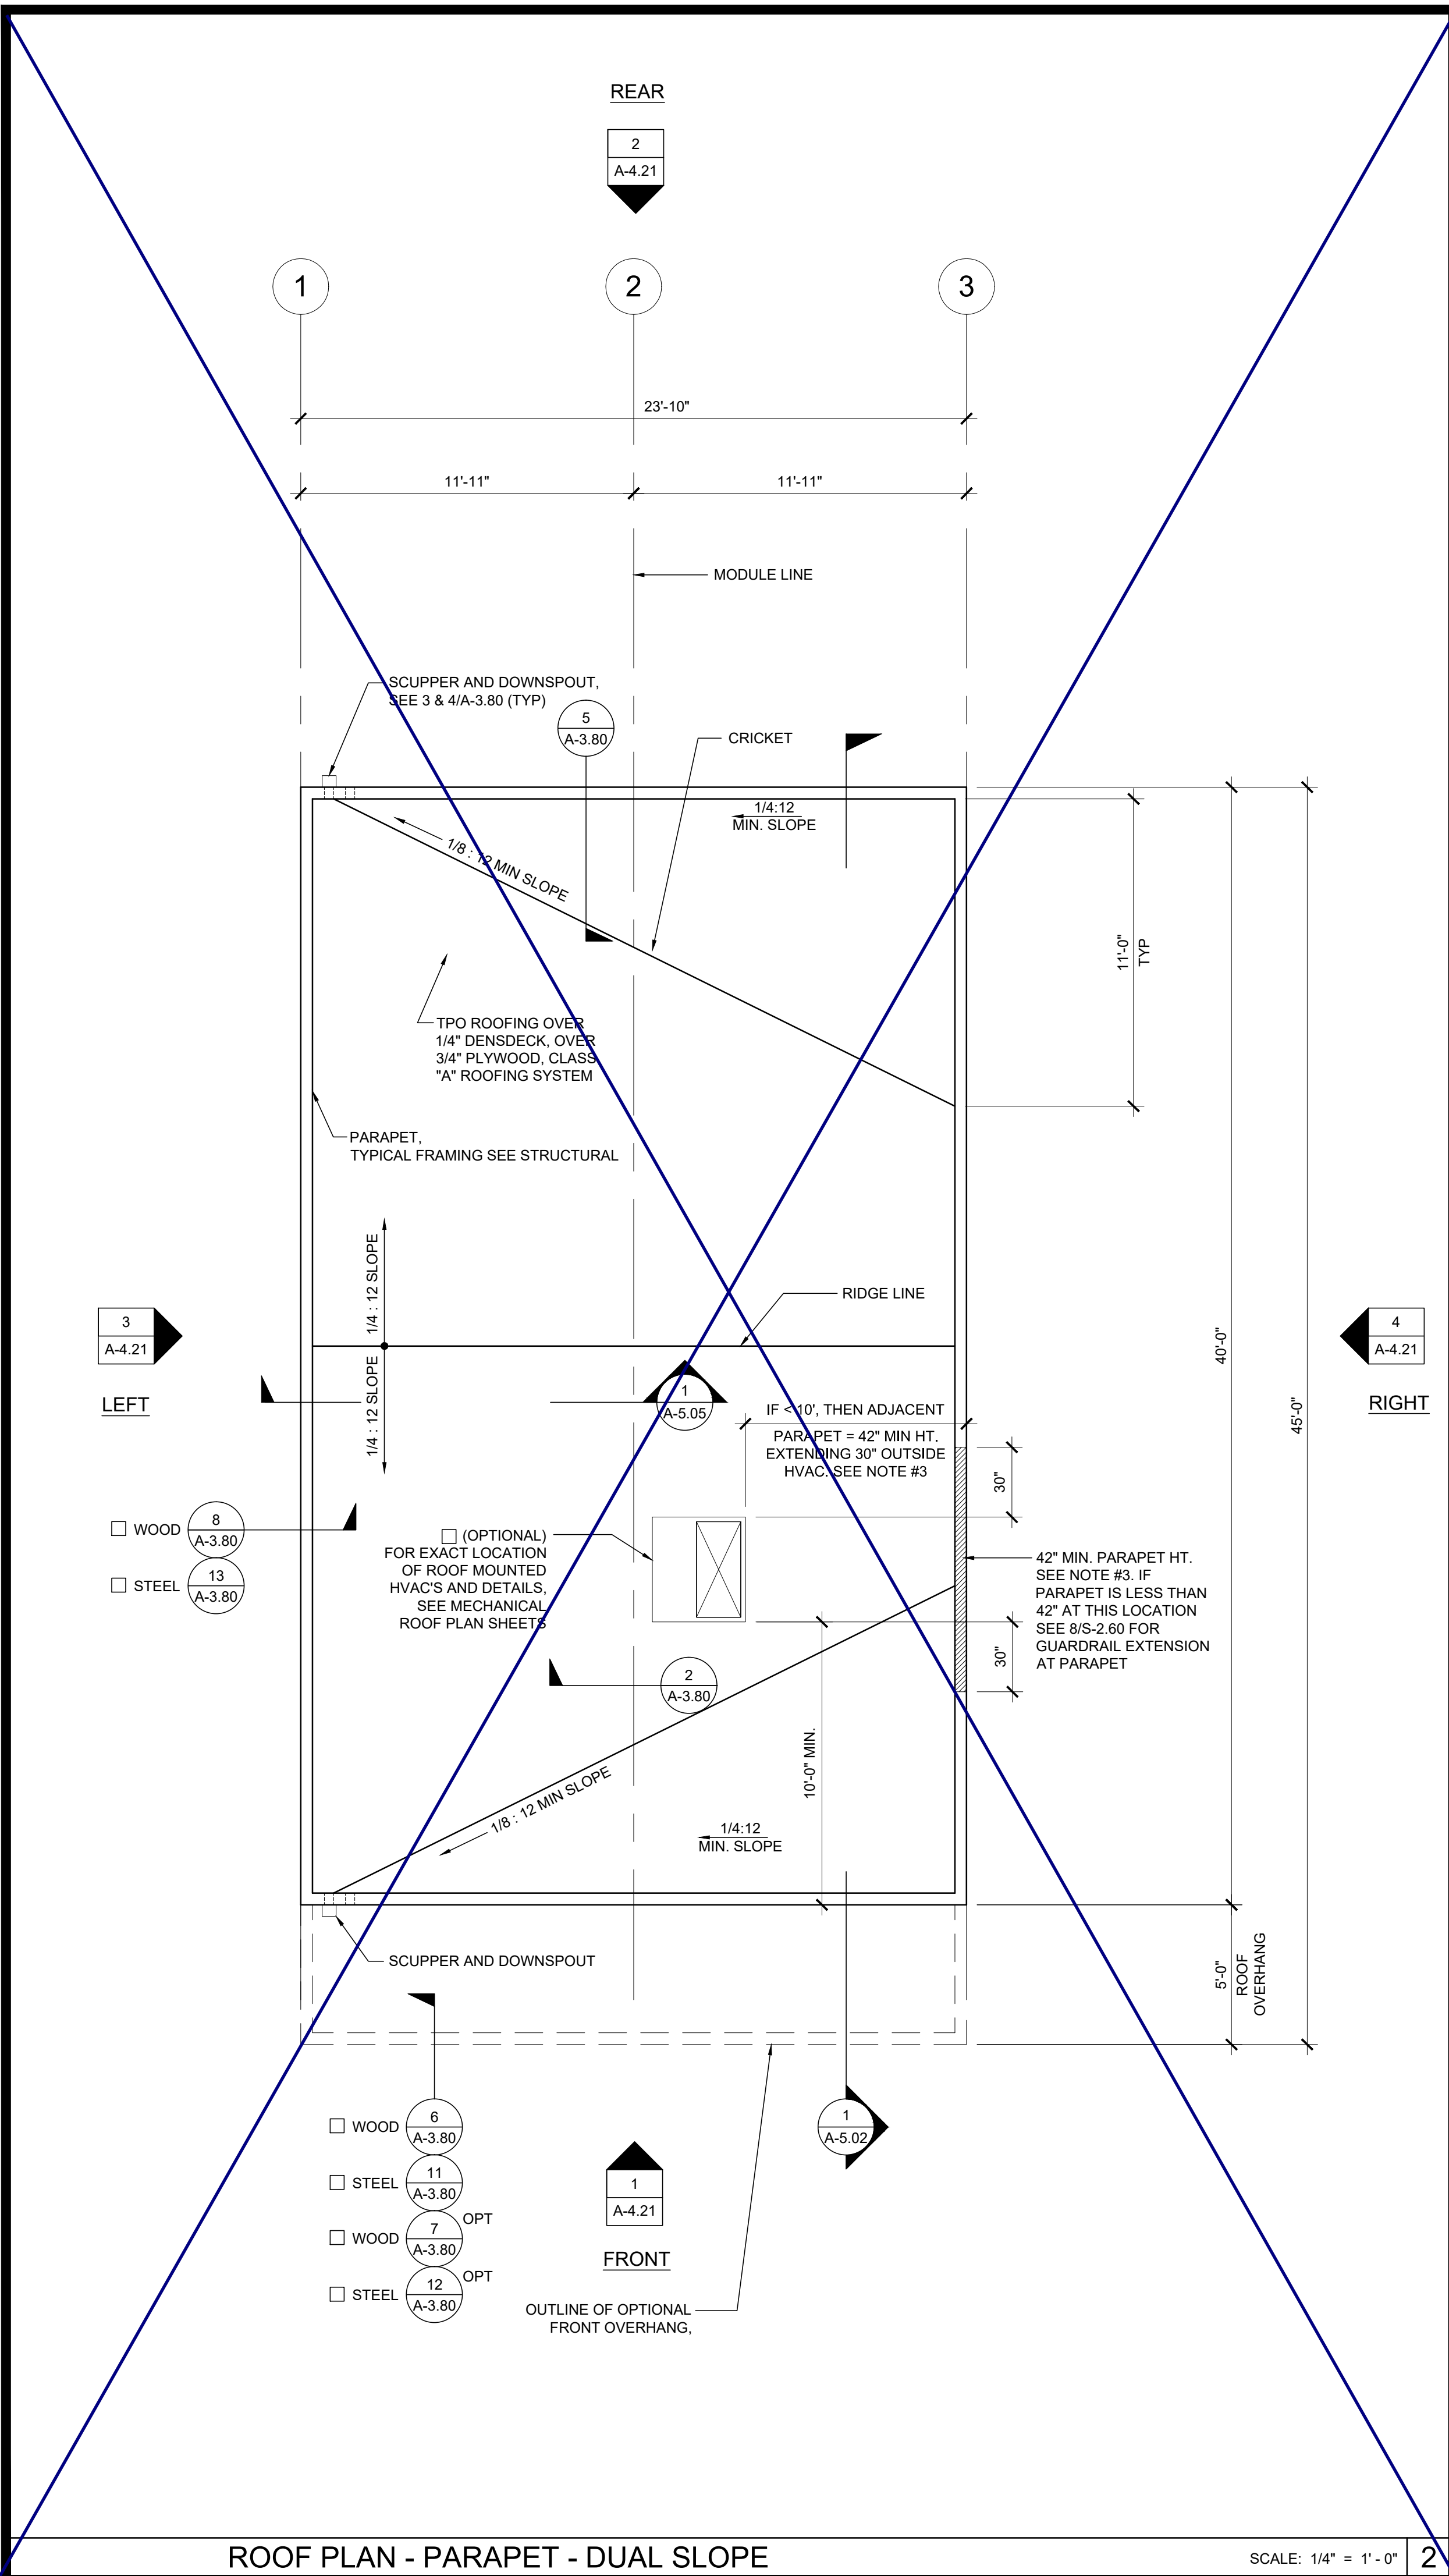 REAR
2
A-4.21
1
2
3
23'-10"
11'-11"
11'-11"
MODULE LINE
SCUPPER AND DOWNSPOUT,
SEE 3 & 4/A-3.80 (TYP)
5
A-3.80
CRICKET
1/4:12
MIN. SLOPE
1/8 : 12 MIN SLOPE
11'-0"
TYP
TPO ROOFING OVER
1/4" DENSDECK, OVER
3/4" PLYWOOD, CLASS
"A" ROOFING SYSTEM
PARAPET,
TYPICAL FRAMING SEE STRUCTURAL
1/4 : 12 SLOPE
RIDGE LINE
3
A-4.21
LEFT
1/4 : 12 SLOPE
1
A-5.05
40'-0"
45'-0"
4
A-4.21
RIGHT
IF < 10', THEN ADJACENT
PARAPET = 42" MIN HT.
EXTENDING 30" OUTSIDE
HVAC. SEE NOTE #3
30"
WOOD
8
A-3.80
STEEL
13
A-3.80
(OPTIONAL)
FOR EXACT LOCATION
OF ROOF MOUNTED
HVAC'S AND DETAILS,
SEE MECHANICAL
ROOF PLAN SHEETS
42" MIN. PARAPET HT.
SEE NOTE #3. IF
PARAPET IS LESS THAN
42" AT THIS LOCATION
SEE 8/S-2.60 FOR
GUARDRAIL EXTENSION
AT PARAPET
30"
2
A-3.80
10'-0" MIN.
1/8 : 12 MIN SLOPE
1/4:12
MIN. SLOPE
SCUPPER AND DOWNSPOUT
5'-0"
ROOF
OVERHANG
WOOD
6
A-3.80
STEEL
11
A-3.80
OPT
WOOD
7
A-3.80
OPT
STEEL
12
A-3.80
1
A-5.02
1
A-4.21
FRONT
OUTLINE OF OPTIONAL
FRONT OVERHANG,
ROOF PLAN - PARAPET - DUAL SLOPE
SCALE: 1/4" = 1' - 0"
2